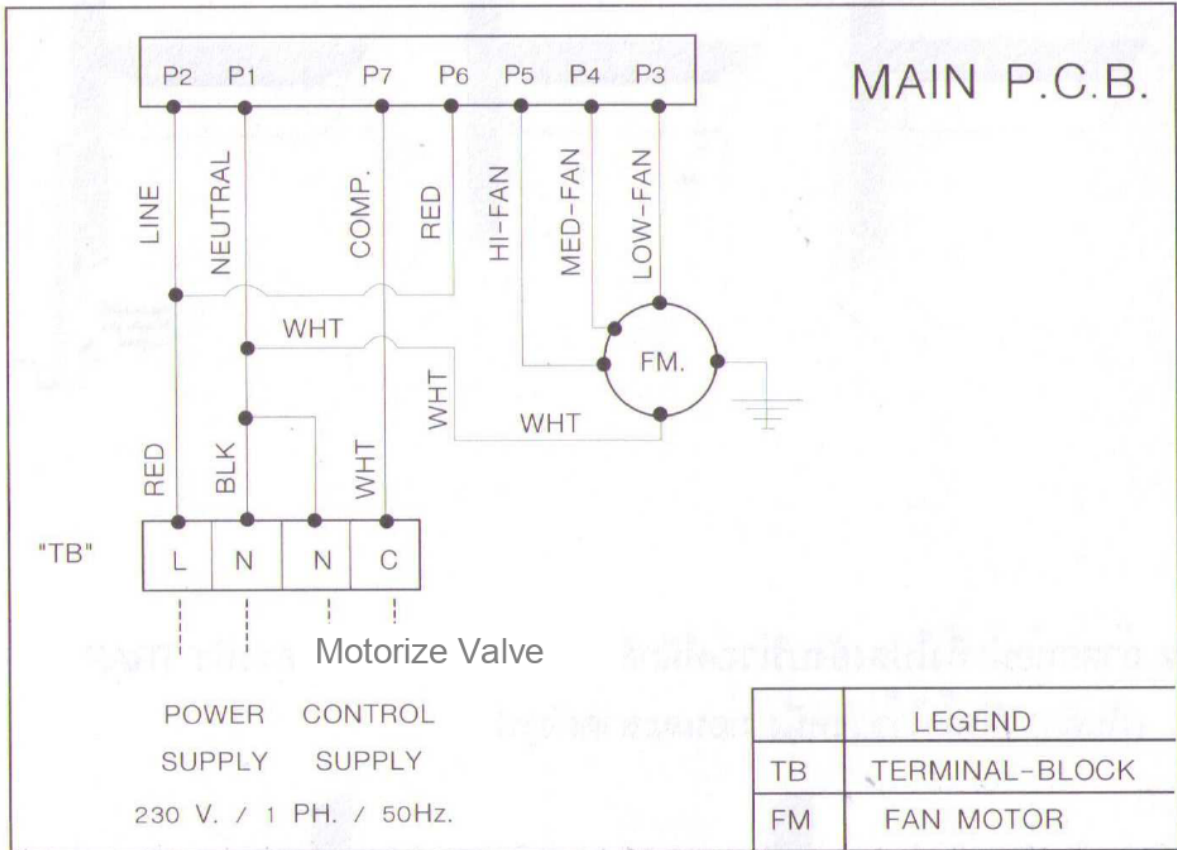 P2 P1 P7 P6 P5 P4 P3
MAIN P.C.B.
LINE
NEUTRAL
COMP.
RED
HI-FAN
MED-FAN
LOW-FAN
WHT
FM.
WHT
WHT
RED
BLK
WHT
"TB"
L N N C
Motorize Valve
POWER CONTROL
SUPPLY SUPPLY
230 V. / 1 PH. / 50Hz.
LEGEND
TB TERMINAL-BLOCK
FM FAN MOTOR